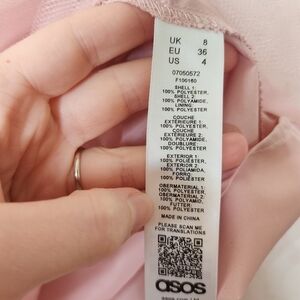 UK 8
EU 36
US 4
07050572
F106160
SHELL 1:
100% POLYESTER,
SHELL 2:
100% POLYAMIDE,
LINING:
100% POLYESTER
COUCHE
EXTÉRIEURE 1:
100% POLYESTER,
COUCHE
EXTÉRIEURE 2:
100% POLYAMIDE,
DOUBLURE
100% POLYESTER
EXTERIOR 1:
100% POLIÉSTER,
EXTERIOR 2:
100% POLIAMIDA,
FORRO:
100% POLIÉSTER
OBERMATERIAL 1:
100% POLYESTER,
OBERMATERIAL 2:
100% POLYAMID,
FUTTER:
100% POLYESTER
MADE IN CHINA
PLEASE SCAN ME
FOR TRANSLATIONS
asos